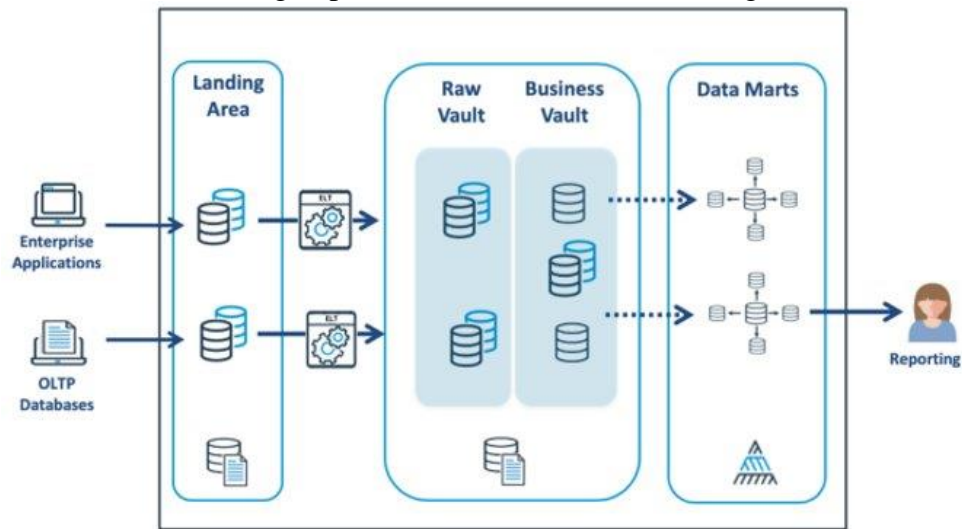 Landing
Area
Raw
Vault
Business
Vault
Data Marts
ELT
Enterprise
Applications
ELT
OLTP
Databases
Reporting